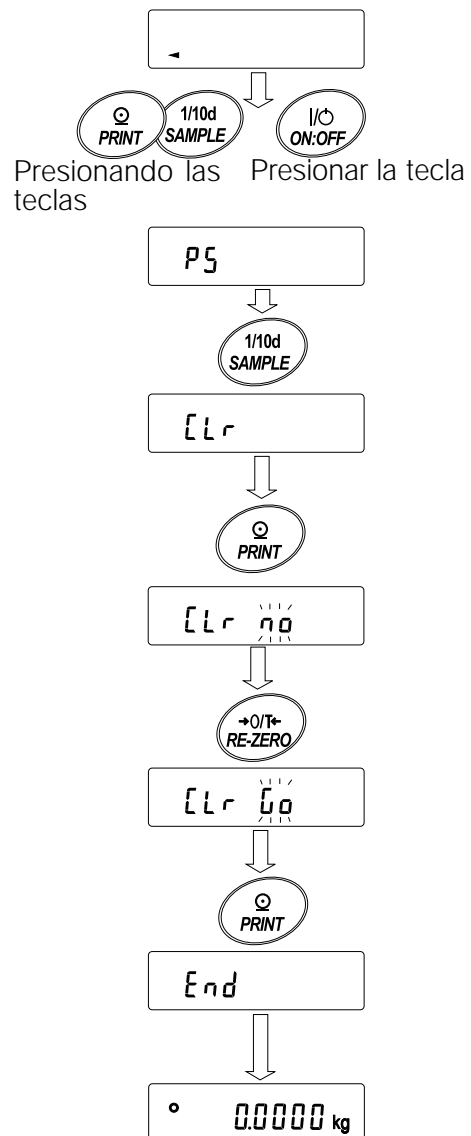 PRINT
1/10d
SAMPLE
I/
ON:OFF
Presionando las teclas
Presionar la tecla
PS
1/10d
SAMPLE
CLr
PRINT
CLr no
→0/T←
RE-ZERO
CLr Go
PRINT
End
0.0000 kg